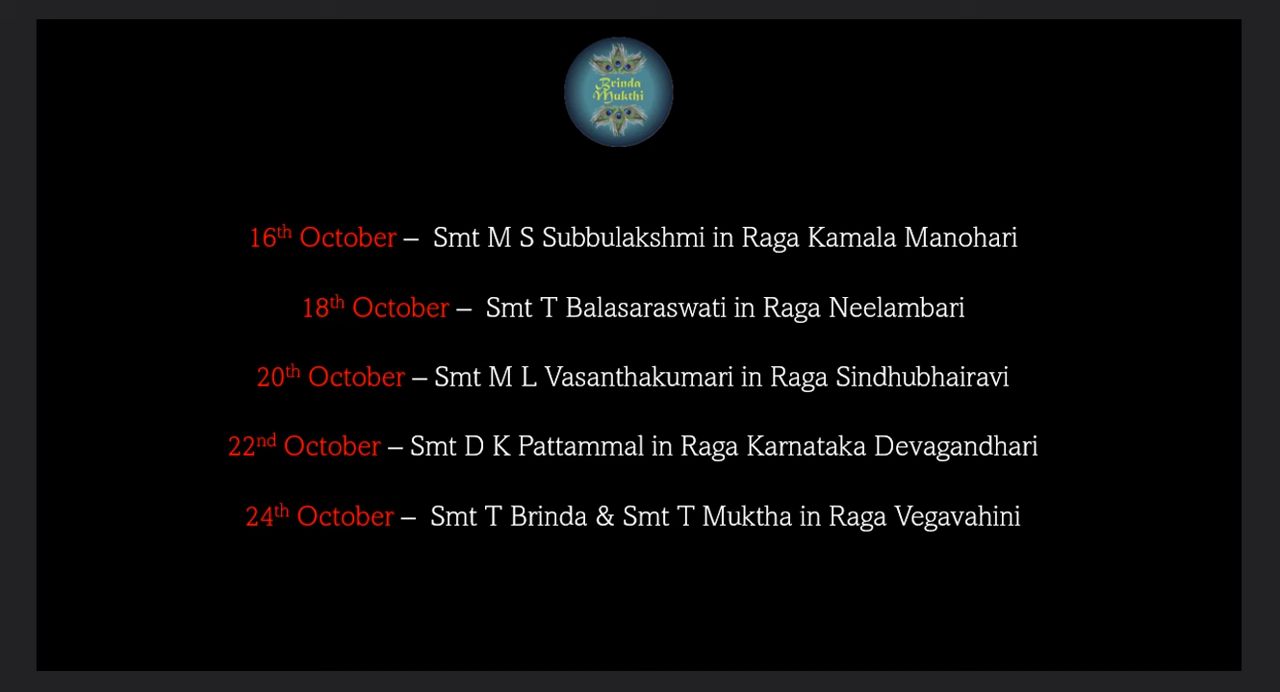 Brinda
Mukthi
16th October – Smt M S Subbulakshmi in Raga Kamala Manohari
18th October – Smt T Balasaraswati in Raga Neelambari
20th October – Smt M L Vasanthakumari in Raga Sindhubhairavi
22nd October – Smt D K Pattammal in Raga Karnataka Devagandhari
24th October – Smt T Brinda & Smt T Muktha in Raga Vegavahini